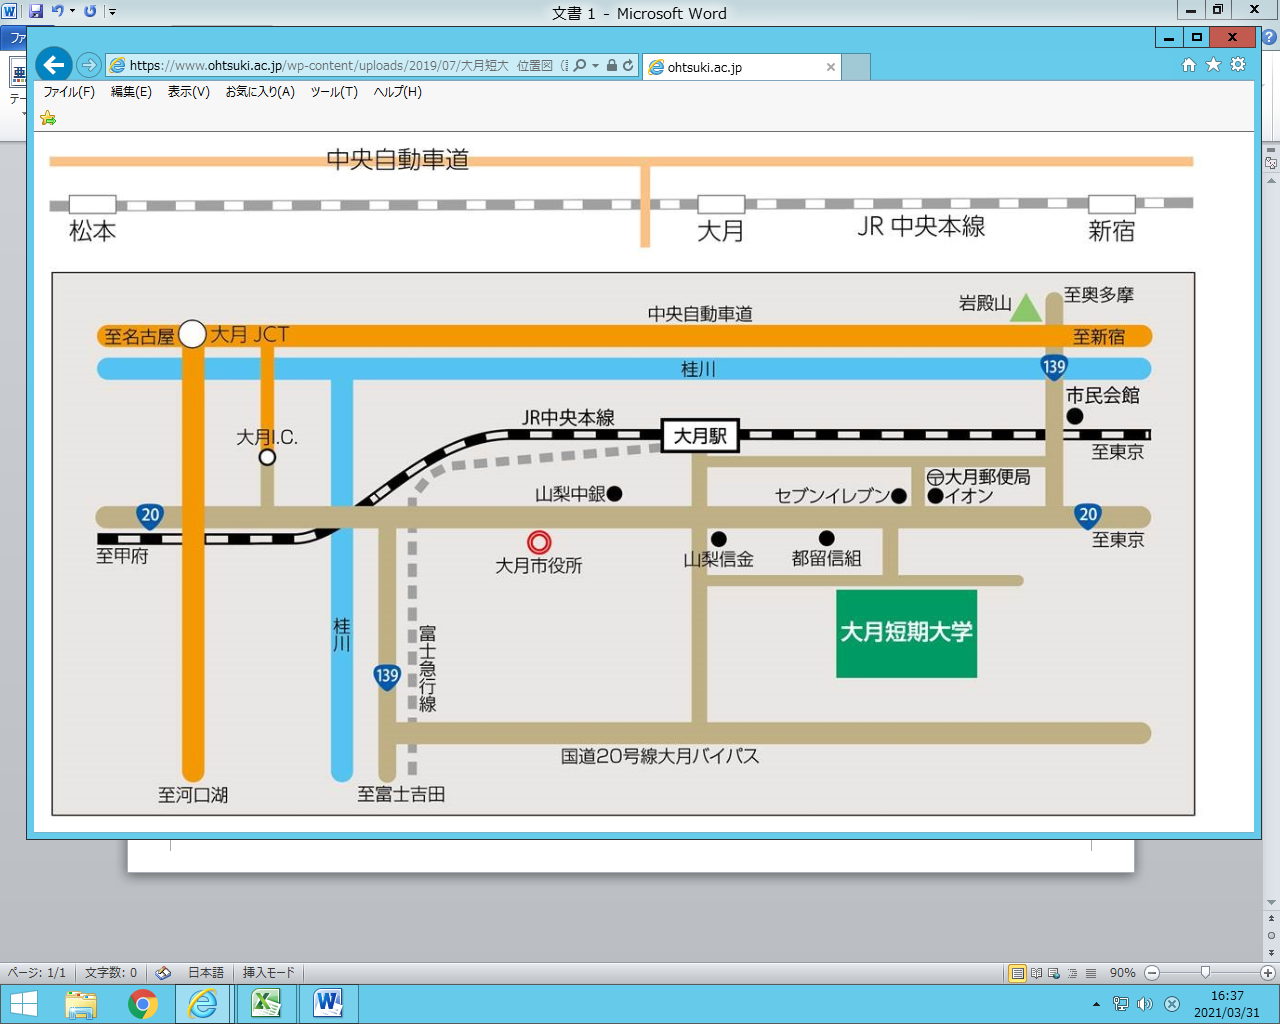 文書 1 - Microsoft Word
https://www.ohtsuki.ac.jp/wp-content/uploads/2019/07/大月短大 位置図
ohtsuki.ac.jp
ファイル(F) 編集(E) 表示(V) お気に入り(A) ツール(T) ヘルプ(H)
中央自動車道
松本
大月
JR 中央本線
新宿
岩殿山
至奥多摩
中央自動車道
至名古屋
大月 JCT
至新宿
桂川
139
市民会館
JR中央本線
大月駅
大月I.C.
至東京
山梨中銀
セブンイレブン
大月郵便局
イオン
20
20
至甲府
至東京
大月市役所
山梨信金
都留信組
桂川
富士急行線
大月短期大学
139
国道20号線大月バイパス
至河口湖
至富士吉田
ページ: 1/1 文字数: 0 日本語 挿入モード 90%
16:37
2021/03/31